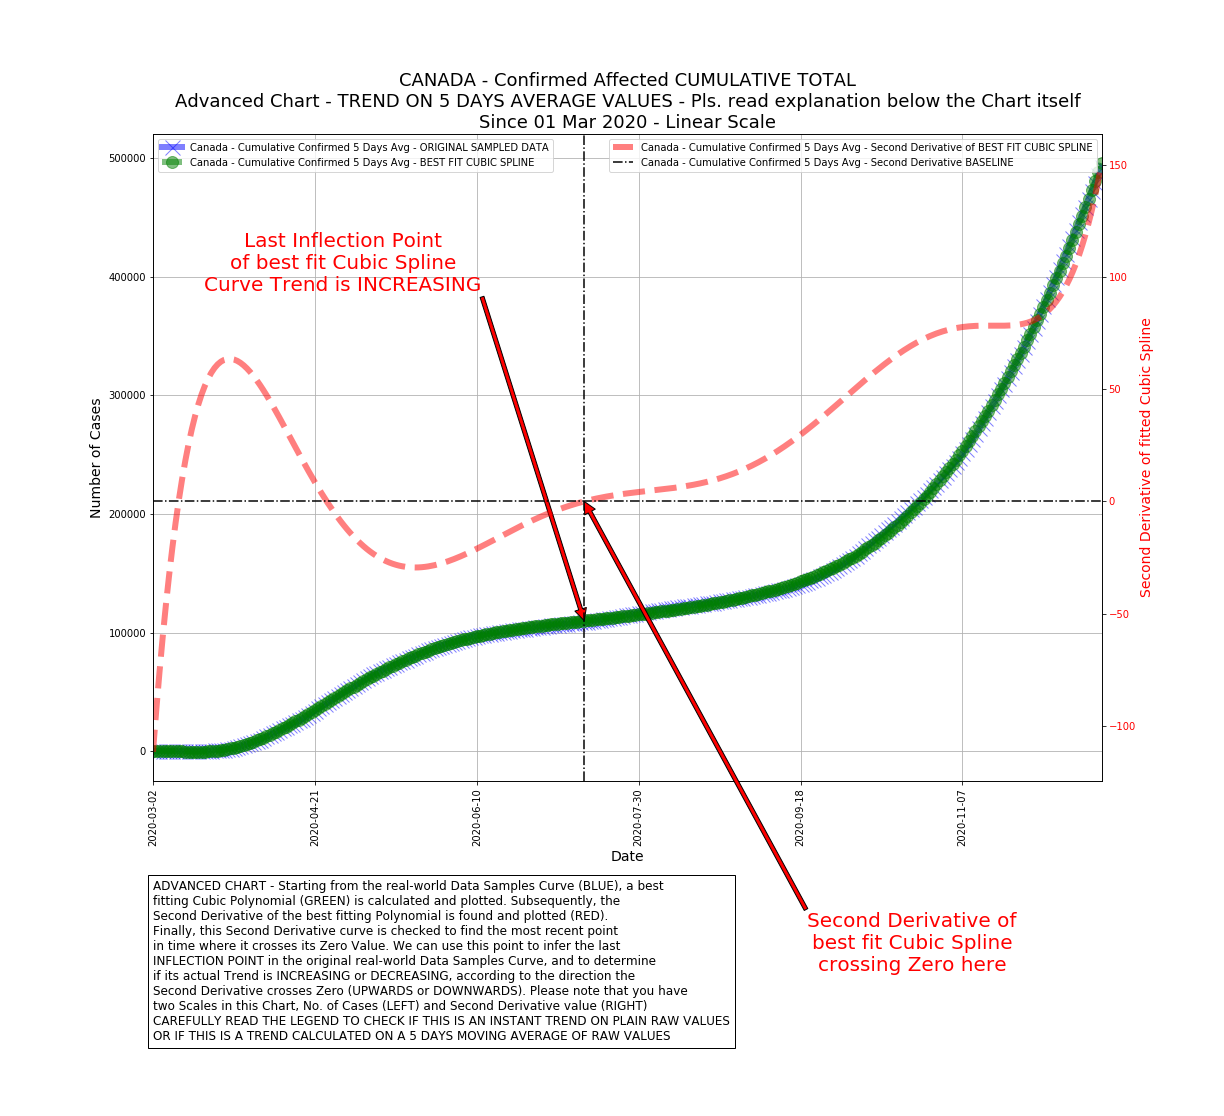 CANADA - Confirmed Affected CUMULATIVE TOTAL
Advanced Chart - TREND ON 5 DAYS AVERAGE VALUES - Pls. read explanation below the Chart itself
Since 01 Mar 2020 - Linear Scale
Canada - Cumulative Confirmed 5 Days Avg - ORIGINAL SAMPLED DATA
Canada - Cumulative Confirmed 5 Days Avg - BEST FIT CUBIC SPLINE
Canada - Cumulative Confirmed 5 Days Avg - Second Derivative of BEST FIT CUBIC SPLINE
Canada - Cumulative Confirmed 5 Days Avg - Second Derivative BASELINE
Last Inflection Point
of best fit Cubic Spline
Curve Trend is INCREASING
Number of Cases
500000
400000
300000
200000
100000
0
150
100
50
0
−50
−100
Second Derivative of fitted Cubic Spline
2020-03-02
2020-04-21
2020-06-10
2020-07-30
2020-09-18
2020-11-07
Date
Second Derivative of
best fit Cubic Spline
crossing Zero here
ADVANCED CHART - Starting from the real-world Data Samples Curve (BLUE), a best
fitting Cubic Polynomial (GREEN) is calculated and plotted. Subsequently, the
Second Derivative of the best fitting Polynomial is found and plotted (RED).
Finally, this Second Derivative curve is checked to find the most recent point
in time where it crosses its Zero Value. We can use this point to infer the last
INFLECTION POINT in the original real-world Data Samples Curve, and to determine
if its actual Trend is INCREASING or DECREASING, according to the direction the
Second Derivative crosses Zero (UPWARDS or DOWNWARDS). Please note that you have
two Scales in this Chart, No. of Cases (LEFT) and Second Derivative value (RIGHT)
CAREFULLY READ THE LEGEND TO CHECK IF THIS IS AN INSTANT TREND ON PLAIN RAW VALUES
OR IF THIS IS A TREND CALCULATED ON A 5 DAYS MOVING AVERAGE OF RAW VALUES